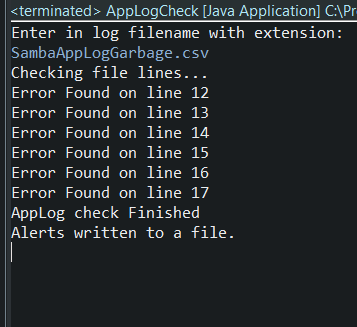 <terminated> AppLogCheck [Java Application] C:\Pr
Enter in log filename with extension:
SambaAppLogGarbage.csv
Checking file lines...
Error Found on line 12
Error Found on line 13
Error Found on line 14
Error Found on line 15
Error Found on line 16
Error Found on line 17
AppLog check Finished
Alerts written to a file.